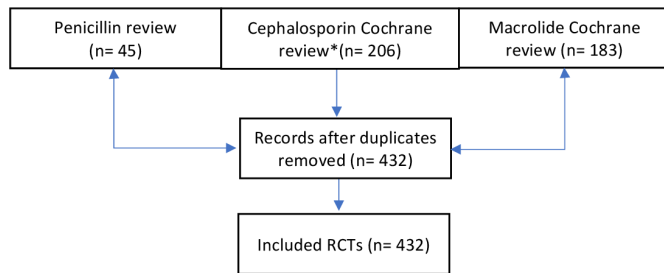 Penicillin review
(n= 45)
Cephalosporin Cochrane
review*(n= 206)
Macrolide Cochrane
review (n= 183)
Records after duplicates
removed (n= 432)
Included RCTs (n= 432)